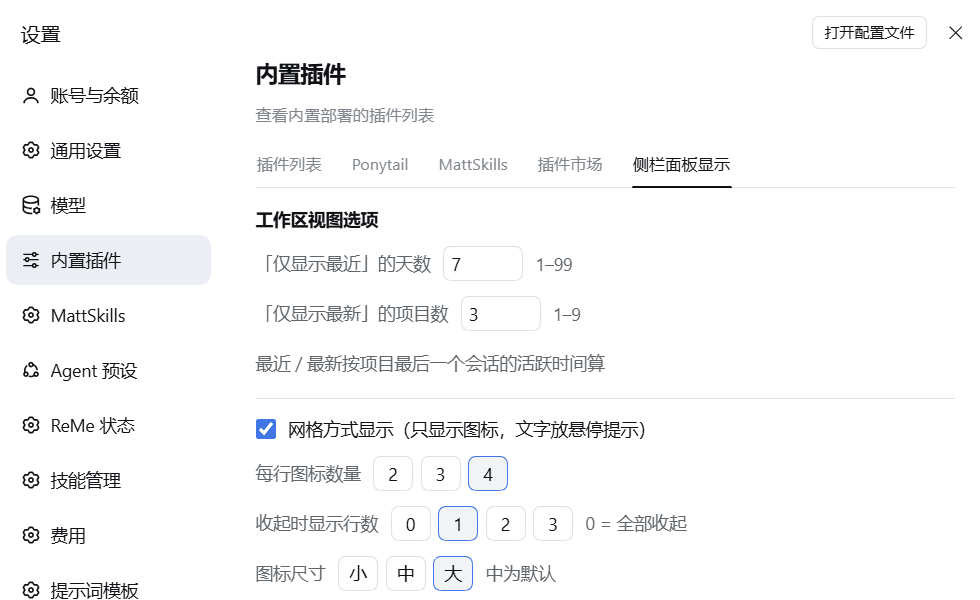 设置
打开配置文件
账号与余额
通用设置
模型
内置插件
MattSkills
Agent 预设
ReMe 状态
技能管理
费用
提示词模板
内置插件
查看内置部署的插件列表
插件列表 Ponytail MattSkills 插件市场 侧栏面板显示
工作区视图选项
「仅显示最近」的天数 7 1–99
「仅显示最新」的项目数 3 1–9
最近 / 最新按项目最后一个会话的活跃时间算
网格方式显示（只显示图标，文字放悬停提示）
每行图标数量 2 3 4
收起时显示行数 0 1 2 3 0 = 全部收起
图标尺寸 小 中 大 中为默认